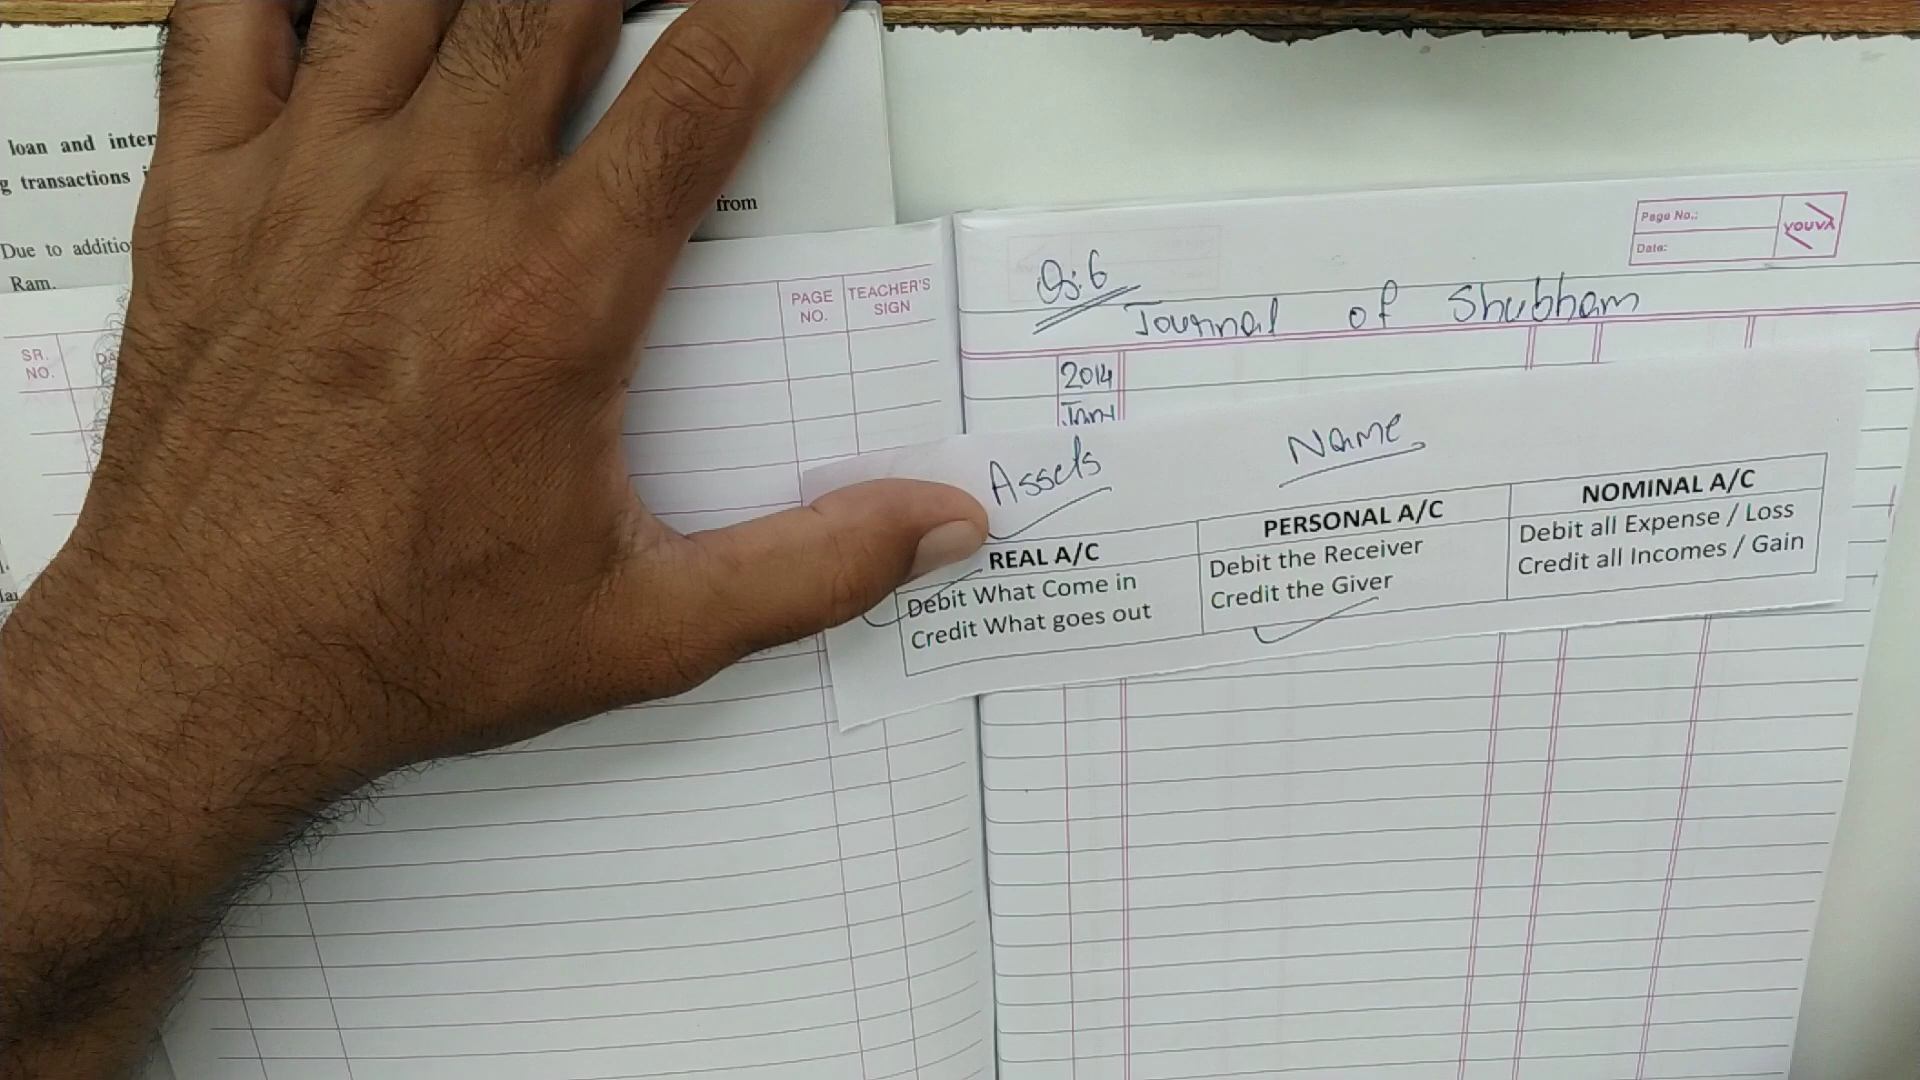 loan and inter
g transactions
from
Due to additio
Ram.
SR. NO.
PAGE NO.
TEACHER'S SIGN
Page No.:
Date:
YOUVA
Q:6
Journal of Shubham
2014
Jan 1
Assets
Name
REAL A/C
Debit What Come in
Credit What goes out
PERSONAL A/C
Debit the Receiver
Credit the Giver
NOMINAL A/C
Debit all Expense / Loss
Credit all Incomes / Gain